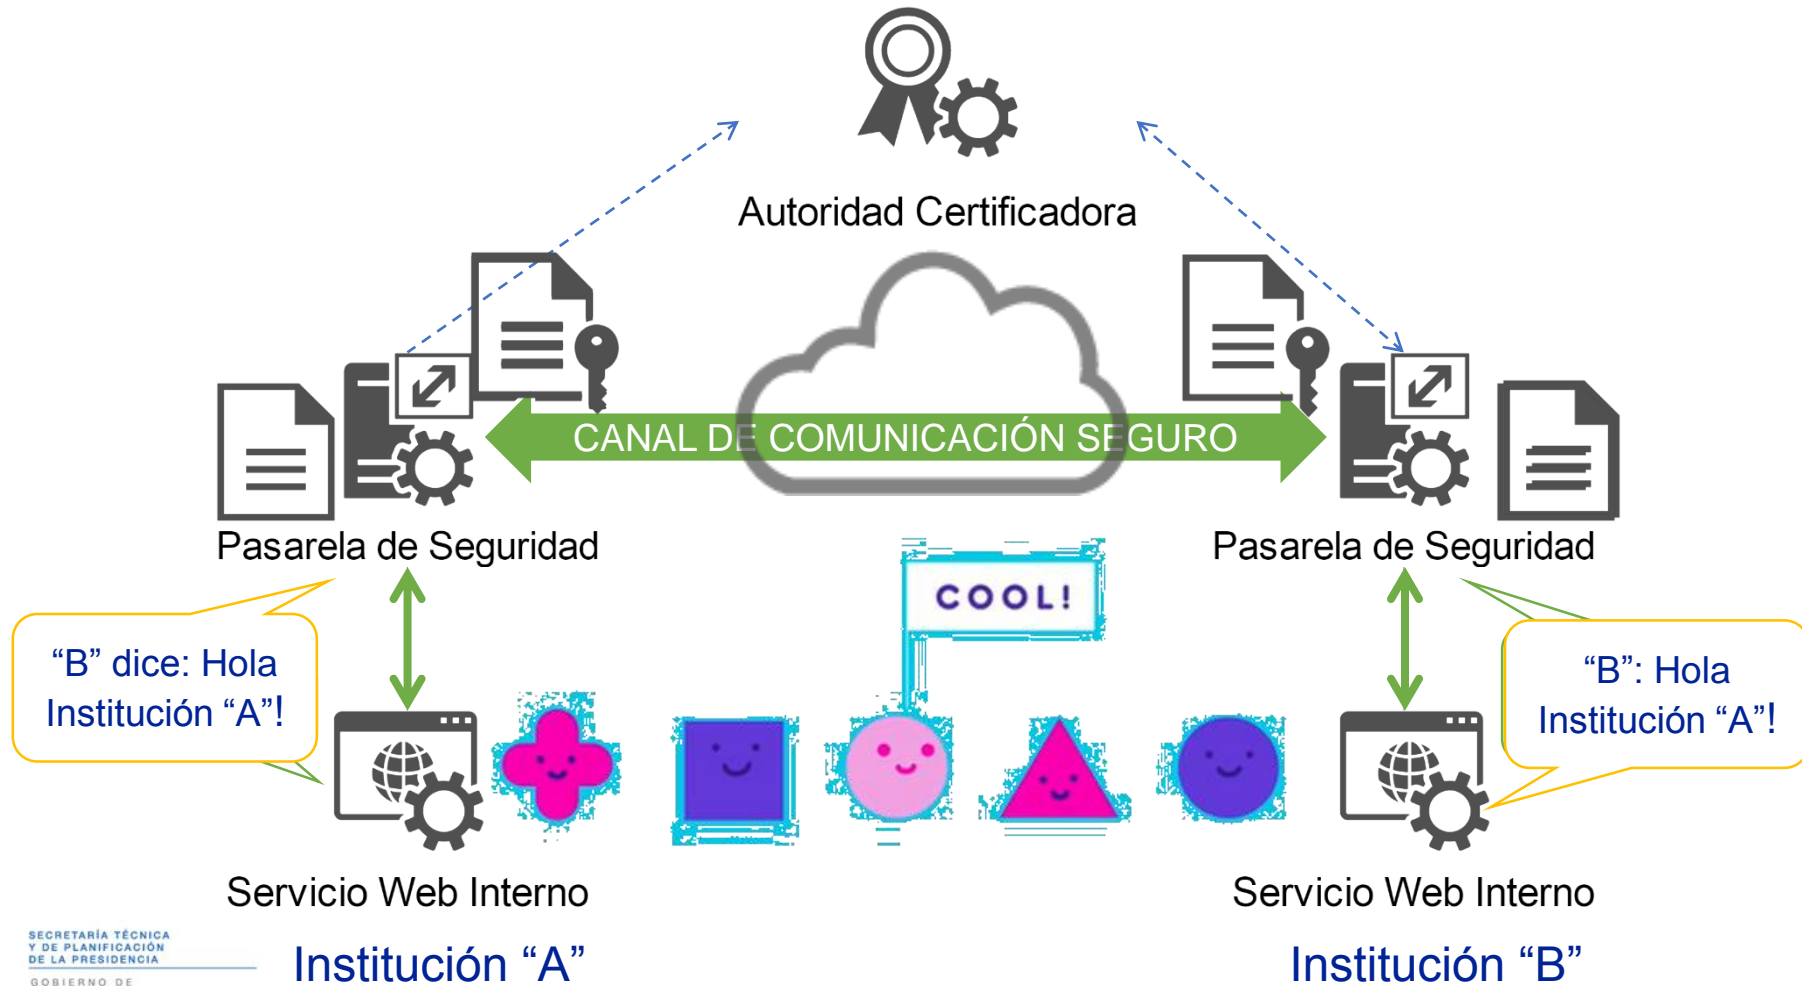 Autoridad Certificadora
CANAL DE COMUNICACIÓN SEGURO
Pasarela de Seguridad
Pasarela de Seguridad
COOL!
“B” dice: Hola
Institución “A”!
“B”: Hola
Institución “A”!
Servicio Web Interno
Servicio Web Interno
SECRETARÍA TÉCNICA
Y DE PLANIFICACIÓN
DE LA PRESIDENCIA
GOBIERNO DE
Institución “A”
Institución “B”